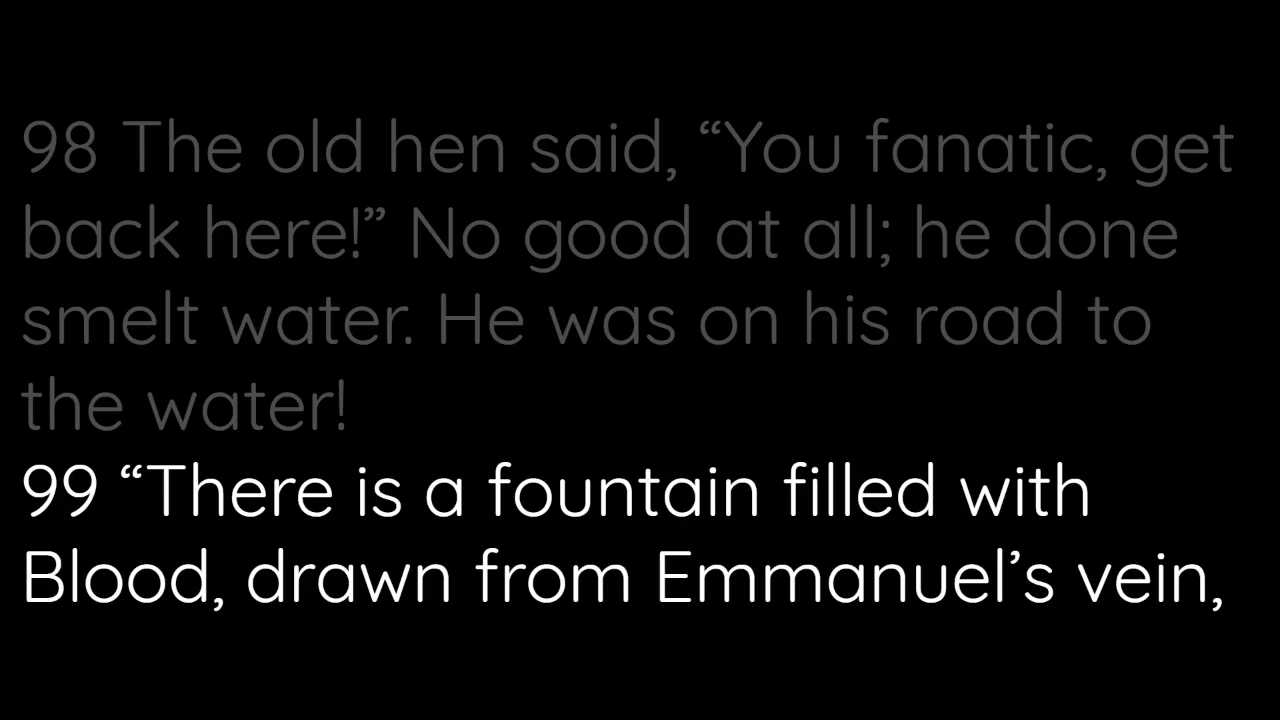 98 The old hen said, “You fanatic, get
back here!” No good at all; he done
smelt water. He was on his road to
the water!
99 “There is a fountain filled with
Blood, drawn from Emmanuel’s vein,